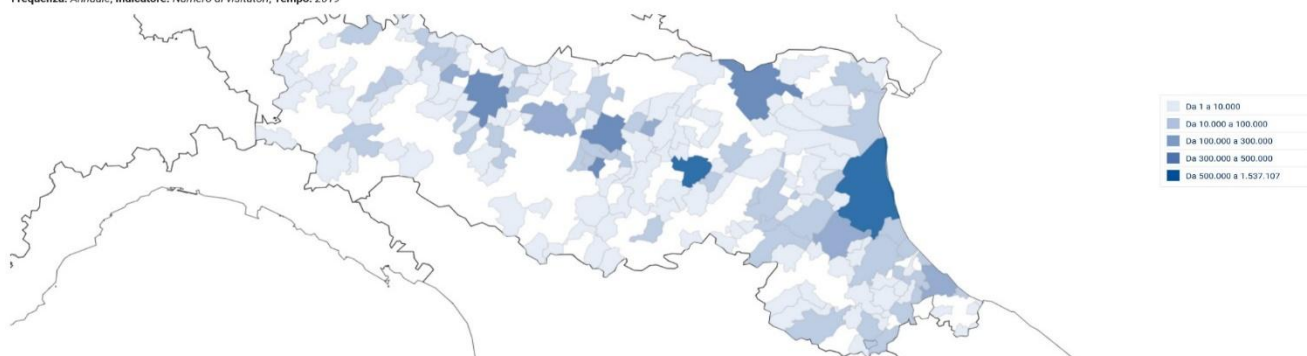 Frequenza: Annuale, Indicatore: Numero di visitatori, Tempo: 2019
Da 1 a 10.000
Da 10.000 a 100.000
Da 100.000 a 300.000
Da 300.000 a 500.000
Da 500.000 a 1.537.107